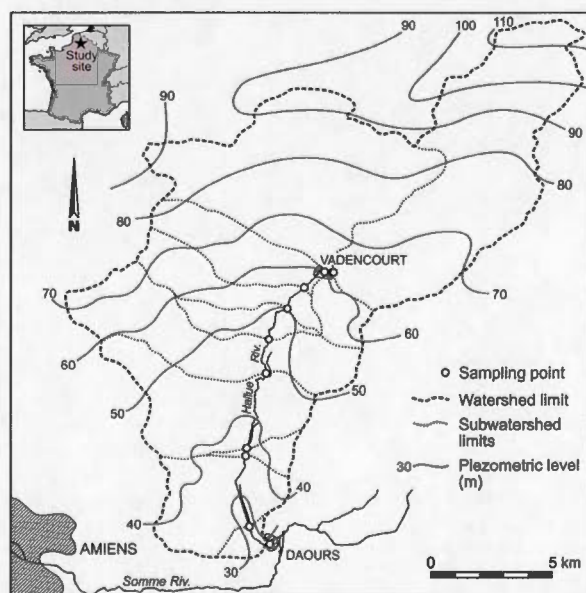 90
100
110
Study
site
90
90
80
80
N
VADENCOURT
70
70
60
60
Hallue Riv.
50
50
Sampling point
Watershed limit
Subwatershed
limits
30 Piezometric level
(m)
40
40
AMIENS
30
DAOURS
Somme Riv.
0 5 km